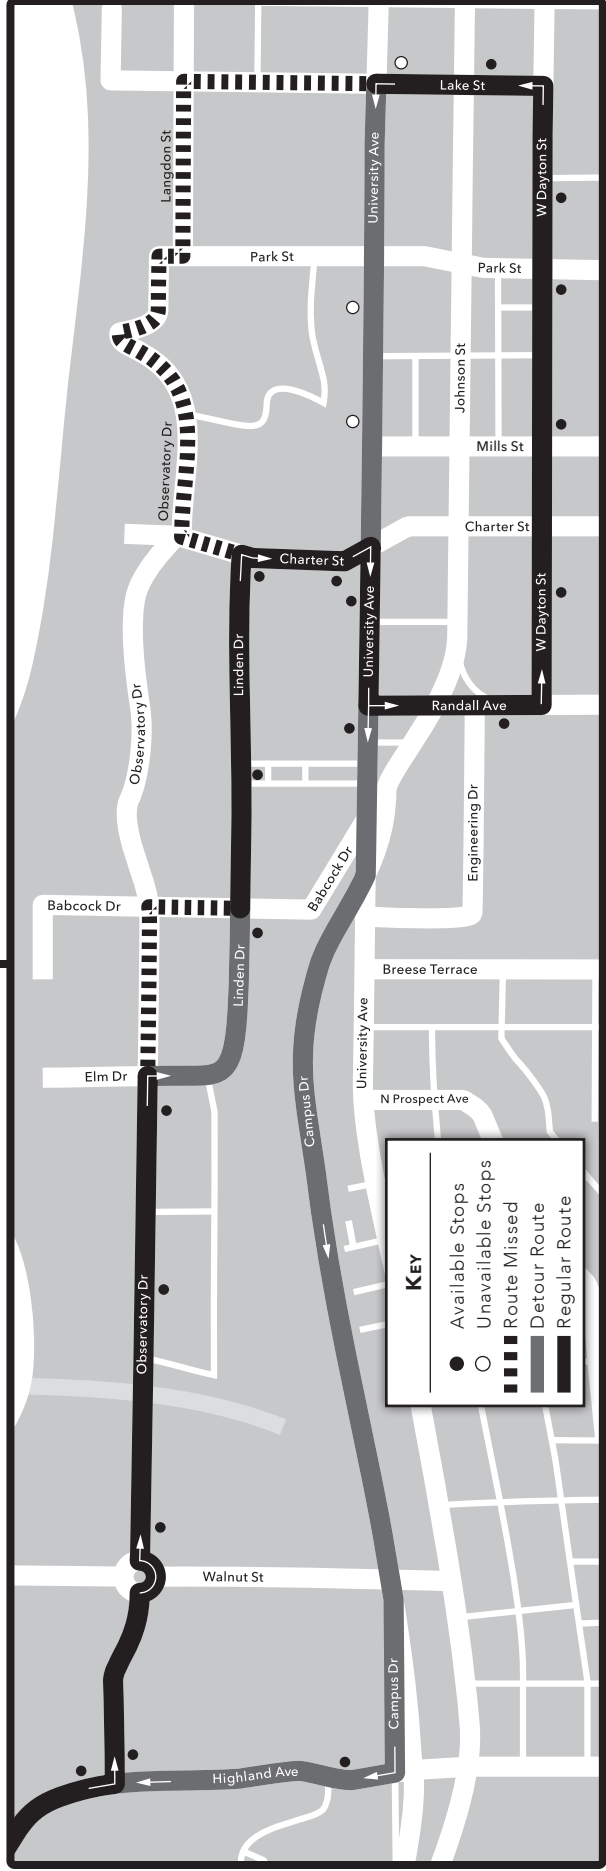 Lake St
Langdon St
University Ave
W Dayton St
Park St
Park St
Johnson St
Observatory Dr
Mills St
Charter St
Charter St
University Ave
W Dayton St
Linden Dr
Observatory Dr
Randall Ave
Engineering Dr
Babcock Dr
Babcock Dr
Linden Dr
Breese Terrace
University Ave
Elm Dr
Campus Dr
N Prospect Ave
KEY
Available Stops
Unavailable Stops
Route Missed
Detour Route
Regular Route
Observatory Dr
Walnut St
Campus Dr
Highland Ave